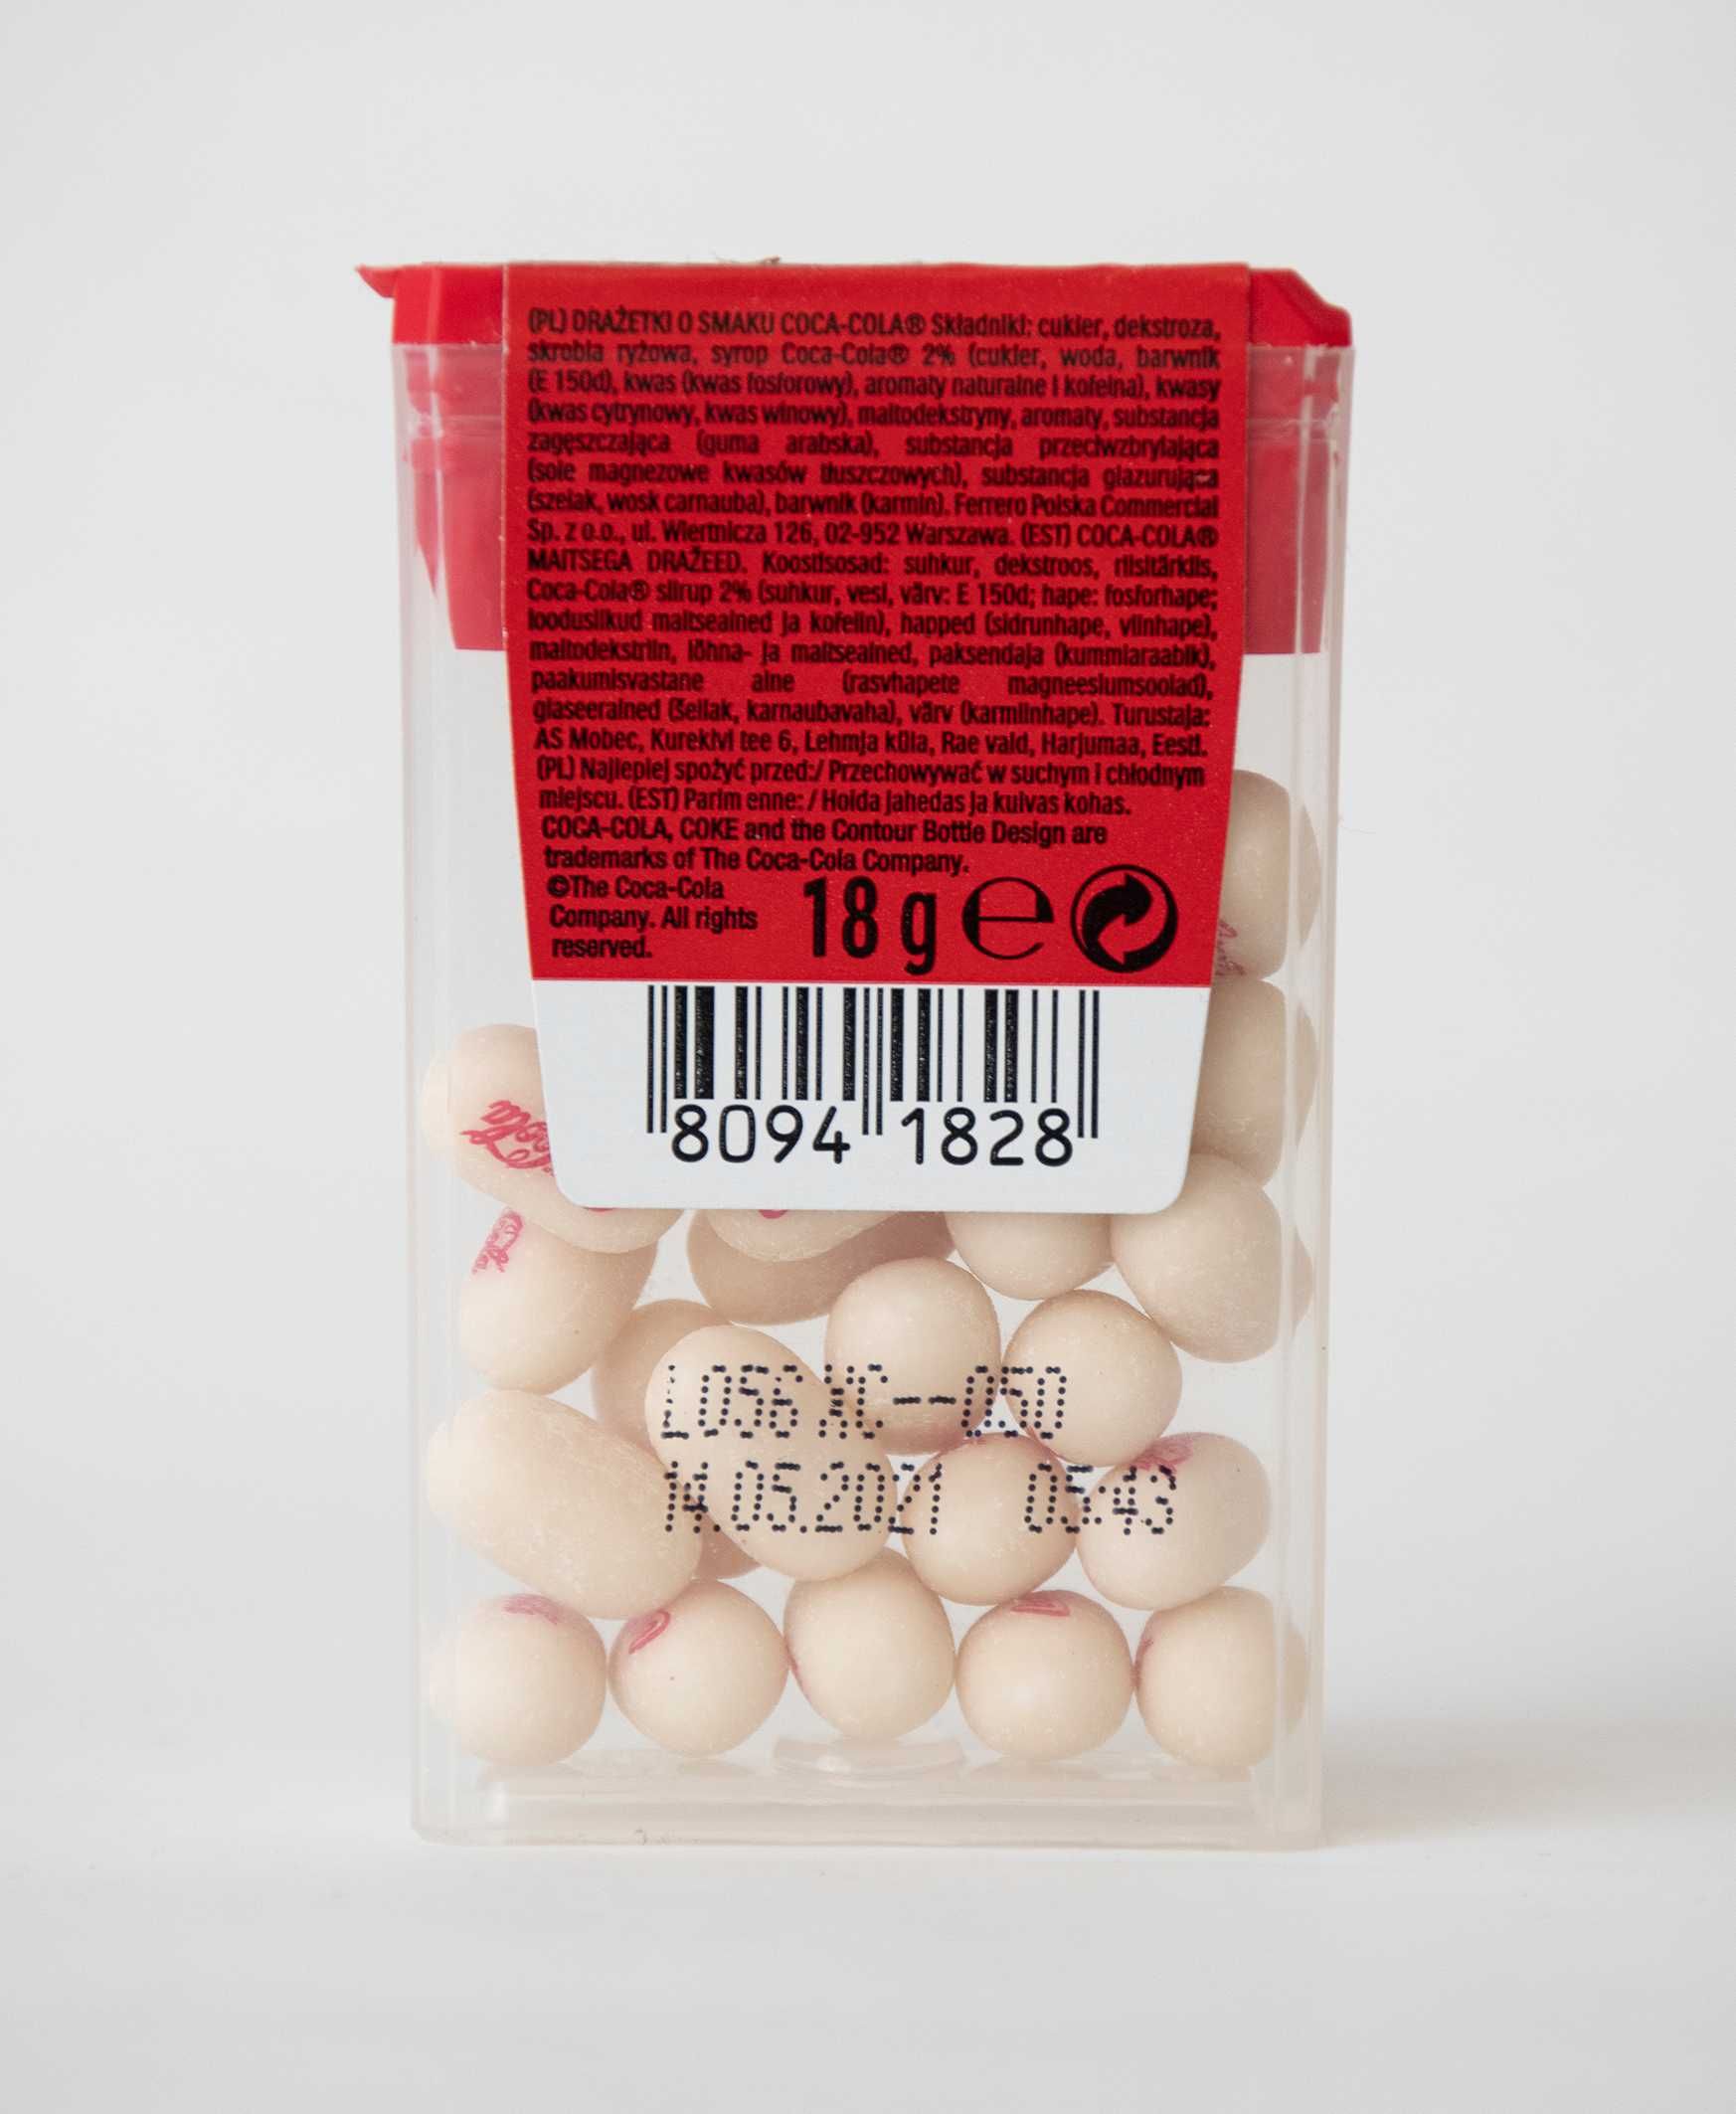 (PL) DRAŻETKI O SMAKU COCA-COLA® Składniki: cukier, dekstroza,
skrobia ryżowa, syrop Coca-Cola® 2% (cukier, woda, barwnik
(E 150d), kwas (kwas fosforowy), aromaty naturalne i kofeina), kwasy
(kwas cytrynowy, kwas winowy), maltodekstryny, aromaty, substancja
zagęszczająca (guma arabska), substancja przeciwzbrylająca
(sole magnezowe kwasów tłuszczowych), substancja glazurująca
(szelak, wosk carnauba), barwnik (karmin). Ferrero Polska Commercial
Sp. z o.o., ul. Wiertnicza 126, 02-952 Warszawa. (EST) COCA-COLA®
MAITSEGA DRAŽEED. Koostisosad: suhkur, dekstroos, riisitärklis,
Coca-Cola® siirup 2% (suhkur, vesi, värv: E 150d; hape: fosforhape;
looduslikud maitseained ja kofeiin), happed (sidrunhape, viinhape),
maltodekstriin, lõhna- ja maitseained, paksendaja (kummiaraabik),
paakumisvastane aine (rasvhapete magneesiumsoolad),
glaseerained (šellak, karnaubavaha), värv (karmiinhape). Turustaja:
AS Mobec, Kurekivi tee 6, Lehmja küla, Rae vald, Harjumaa, Eesti.
(PL) Najlepiej spożyć przed:/ Przechowywać w suchym i chłodnym
miejscu. (EST) Parim enne: / Hoida jahedas ja kuivas kohas.
COCA-COLA, COKE and the Contour Bottle Design are
trademarks of The Coca-Cola Company.
©The Coca-Cola
Company. All rights
reserved.
18 g e
8094 1828
L056 --050
14.05.2021 05:43